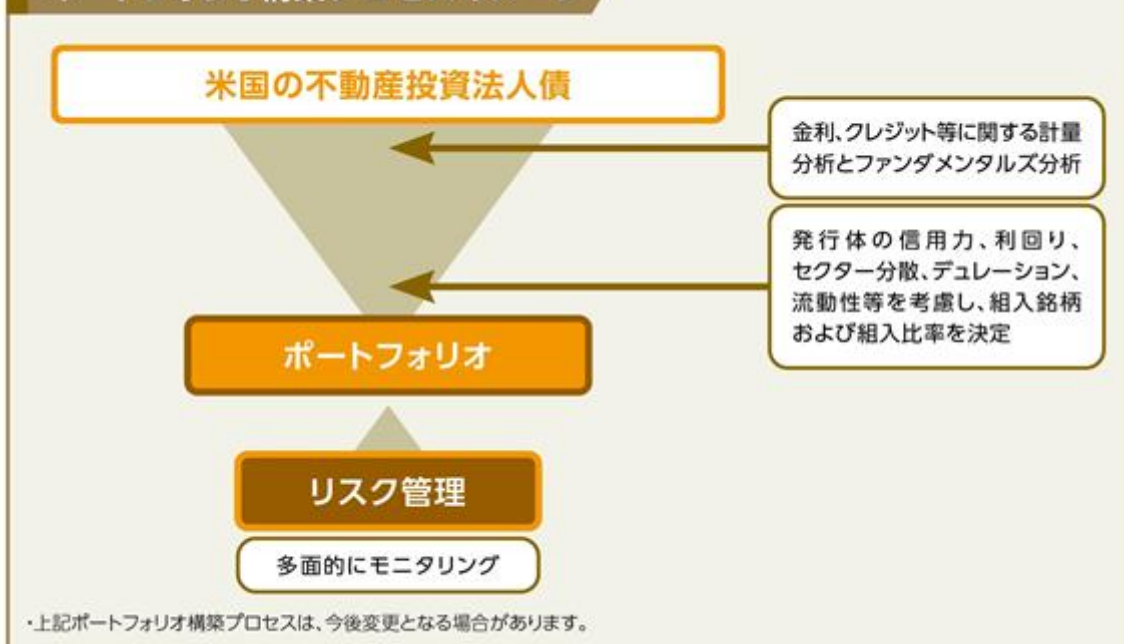 米国の不動産投資法人債
金利、クレジット等に関する計量
分析とファンダメンタルズ分析
発行体の信用力、利回り、
セクター分散、デュレーション、
流動性等を考慮し、組入銘柄
および組入比率を決定
ポートフォリオ
リスク管理
多面的にモニタリング
・上記ポートフォリオ構築プロセスは、今後変更となる場合があります。